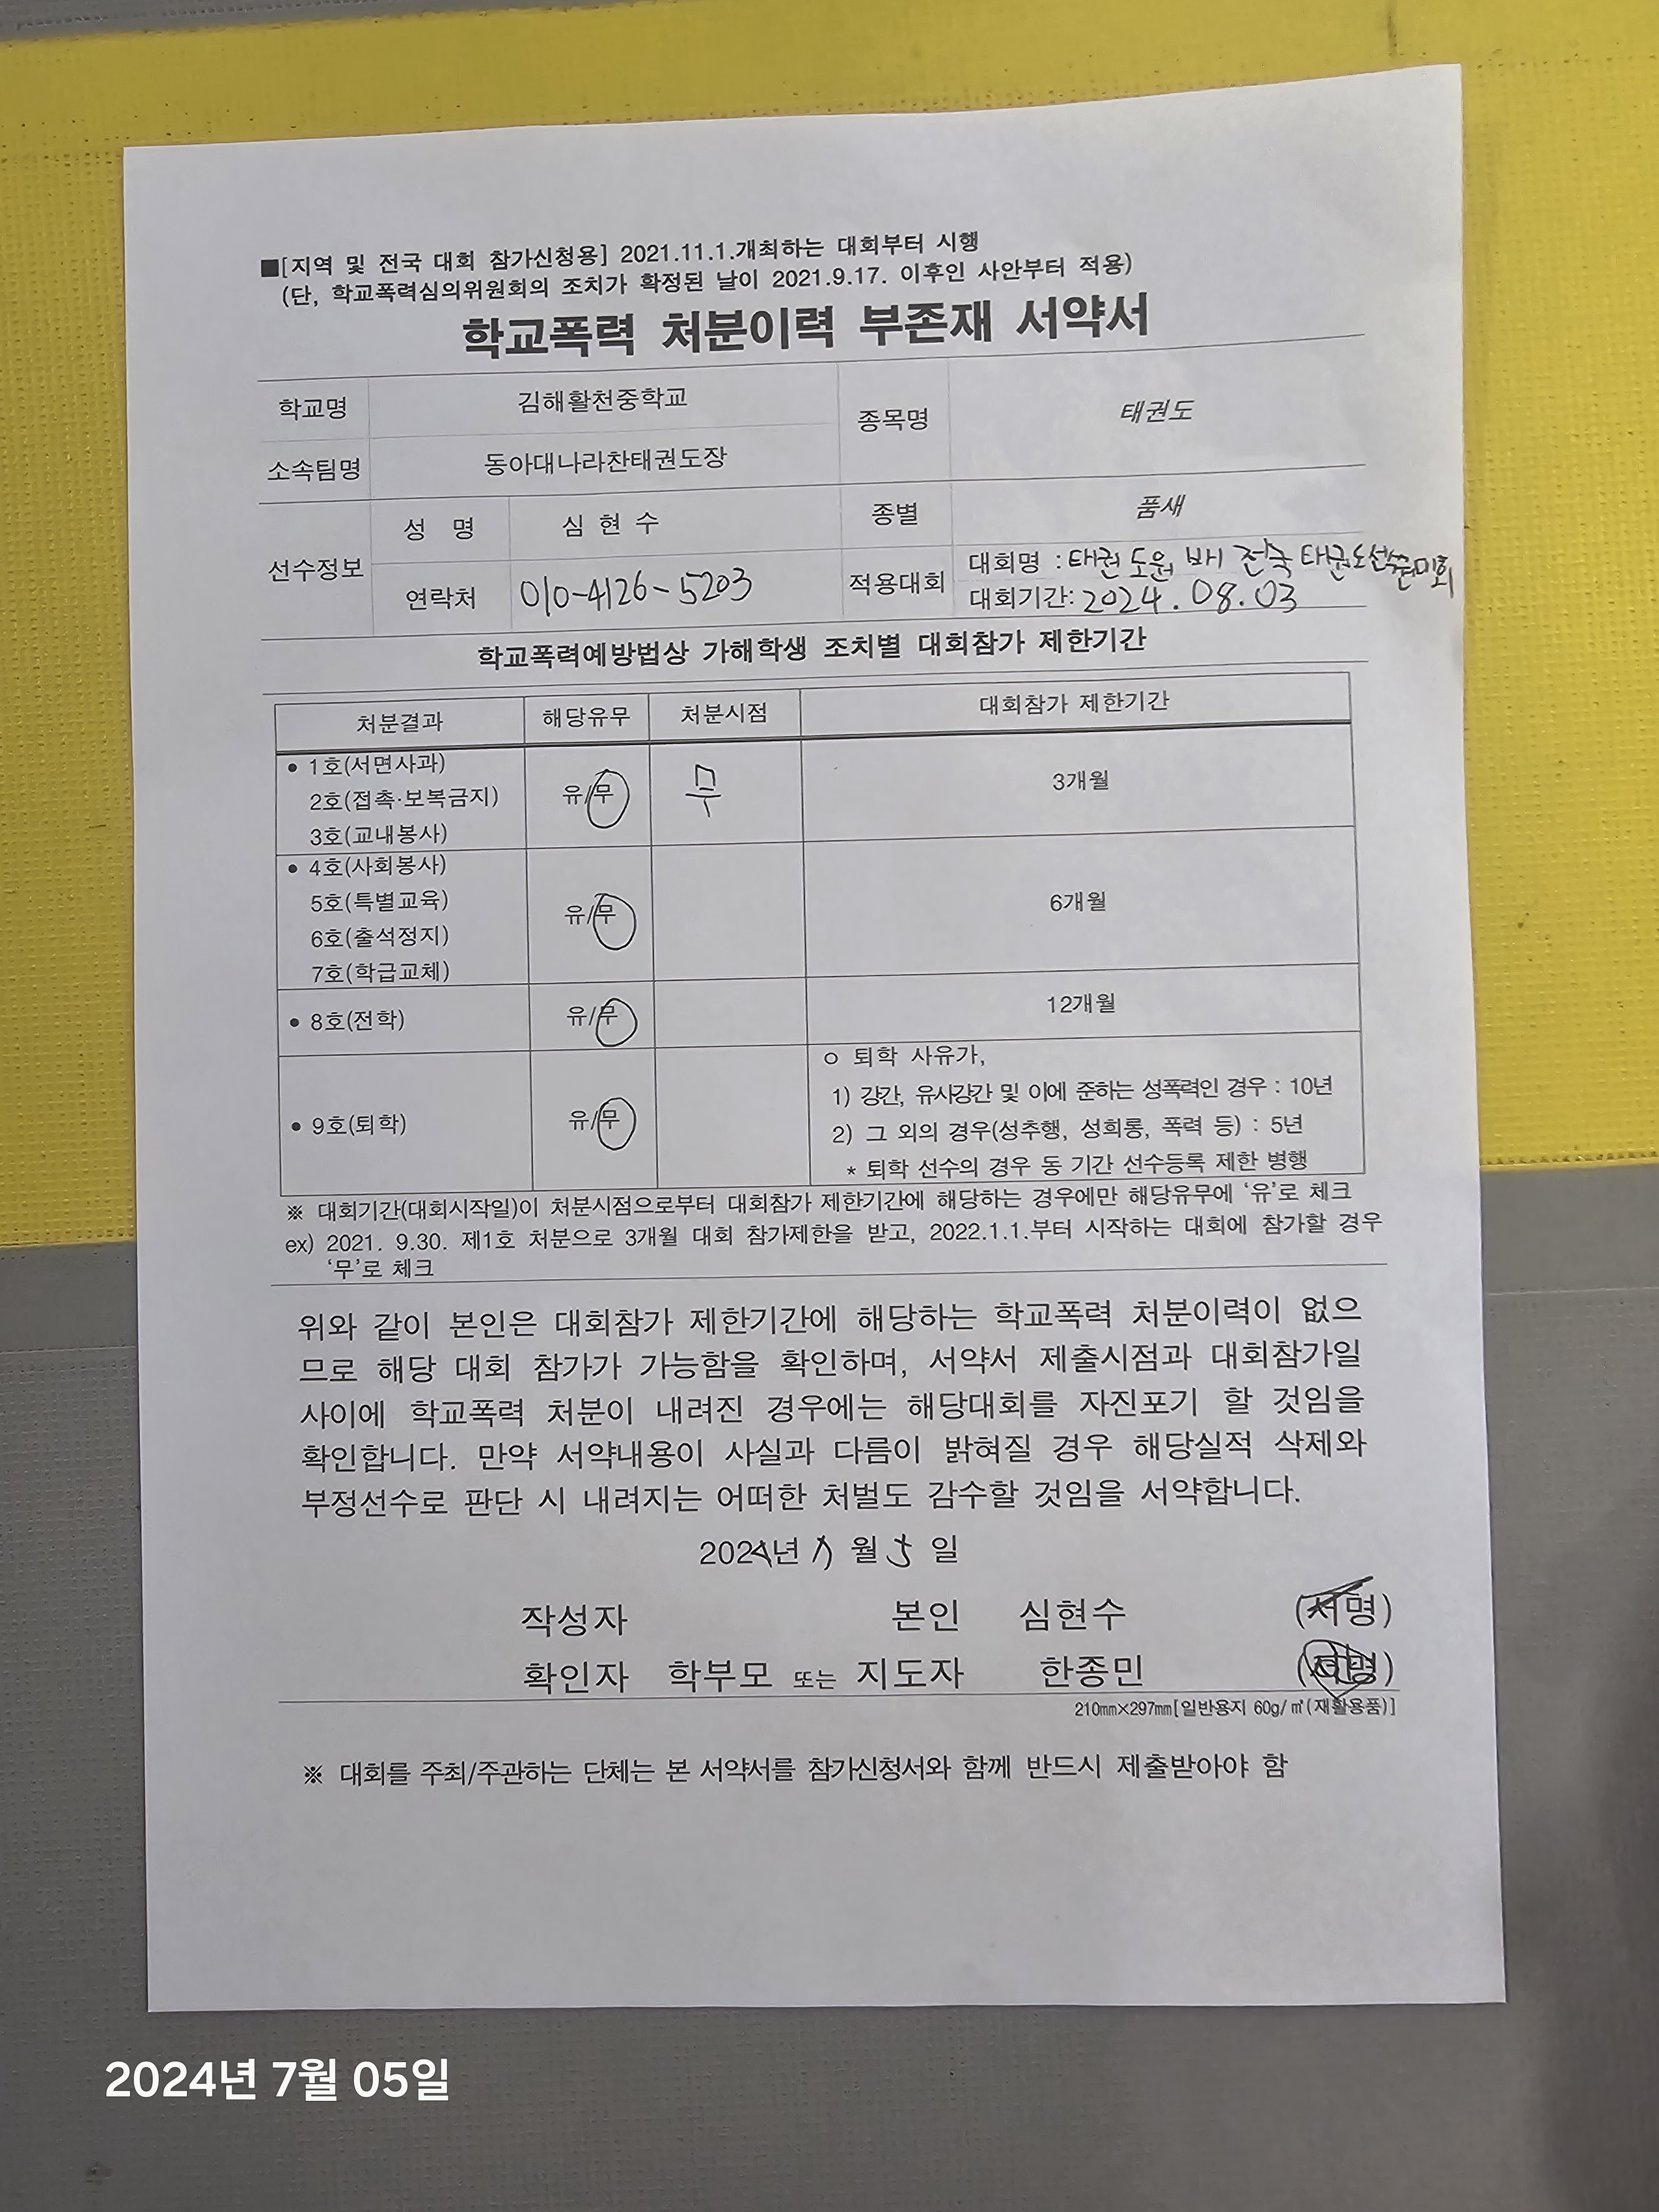 ■[지역 및 전국 대회 참가신청용] 2021.11.1.개최하는 대회부터 시행
(단, 학교폭력심의위원회의 조치가 확정된 날이 2021.9.17. 이후인 사안부터 적용)
학교폭력 처분이력 부존재 서약서
학교명 김해활천중학교 종목명 태권도
소속팀명 동아대나라찬태권도장
선수정보 성 명 심 현 수 종별 품새
연락처 010-4126-5203 적용대회 대회명 : 태권도원 배 전국 태권도선수권대회
대회기간: 2024.08.03
학교폭력예방법상 가해학생 조치별 대회참가 제한기간
처분결과 해당유무 처분시점 대회참가 제한기간
• 1호(서면사과)
2호(접촉·보복금지) 유/무 무 3개월
3호(교내봉사)
• 4호(사회봉사)
5호(특별교육) 유/무 6개월
6호(출석정지)
7호(학급교체)
• 8호(전학) 유/무 12개월
• 9호(퇴학) 유/무
ㅇ 퇴학 사유가,
1) 강간, 유사강간 및 이에 준하는 성폭력인 경우 : 10년
2) 그 외의 경우(성추행, 성희롱, 폭력 등) : 5년
* 퇴학 선수의 경우 동 기간 선수등록 제한 병행
※ 대회기간(대회시작일)이 처분시점으로부터 대회참가 제한기간에 해당하는 경우에만 해당유무에 '유'로 체크
ex) 2021. 9.30. 제1호 처분으로 3개월 대회 참가제한을 받고, 2022.1.1.부터 시작하는 대회에 참가할 경우
'무'로 체크
위와 같이 본인은 대회참가 제한기간에 해당하는 학교폭력 처분이력이 없으
므로 해당 대회 참가가 가능함을 확인하며, 서약서 제출시점과 대회참가일
사이에 학교폭력 처분이 내려진 경우에는 해당대회를 자진포기 할 것임을
확인합니다. 만약 서약내용이 사실과 다름이 밝혀질 경우 해당실적 삭제와
부정선수로 판단 시 내려지는 어떠한 처벌도 감수할 것임을 서약합니다.
2024년 7 월 5 일
작성자 본인 심현수 (서명)
확인자 학부모 또는 지도자 한종민 (서명)
210㎜×297㎜[일반용지 60g/㎡(재활용품)]
※ 대회를 주최/주관하는 단체는 본 서약서를 참가신청서와 함께 반드시 제출받아야 함
2024년 7월 05일